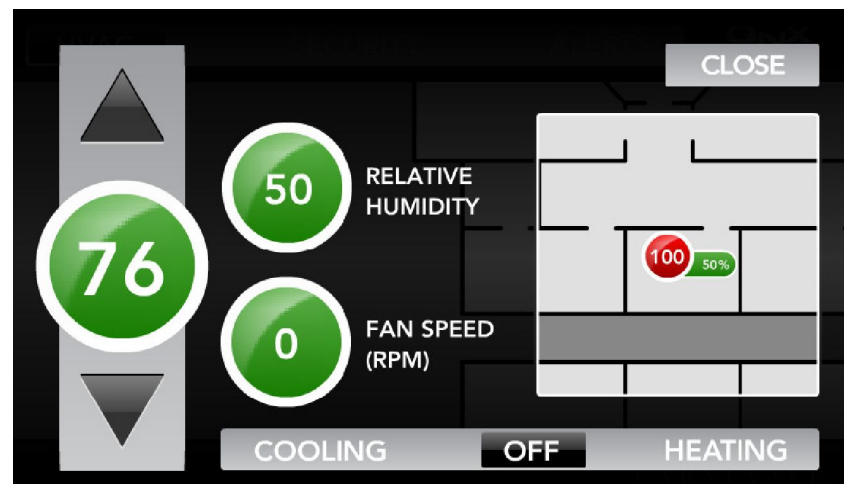 CLOSE
76
50
RELATIVE
HUMIDITY
100
50%
0
FAN SPEED
(RPM)
COOLING
OFF
HEATING